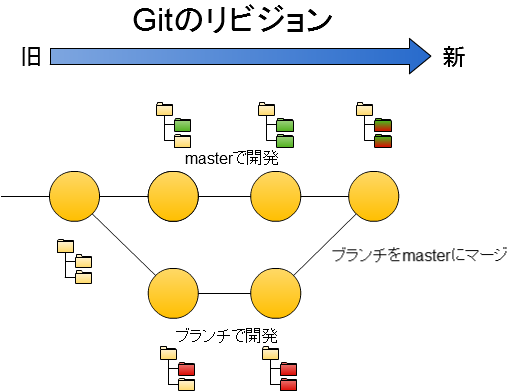 Gitのリビジョン
旧
新
masterで開発
ブランチをmasterにマージ
ブランチで開発